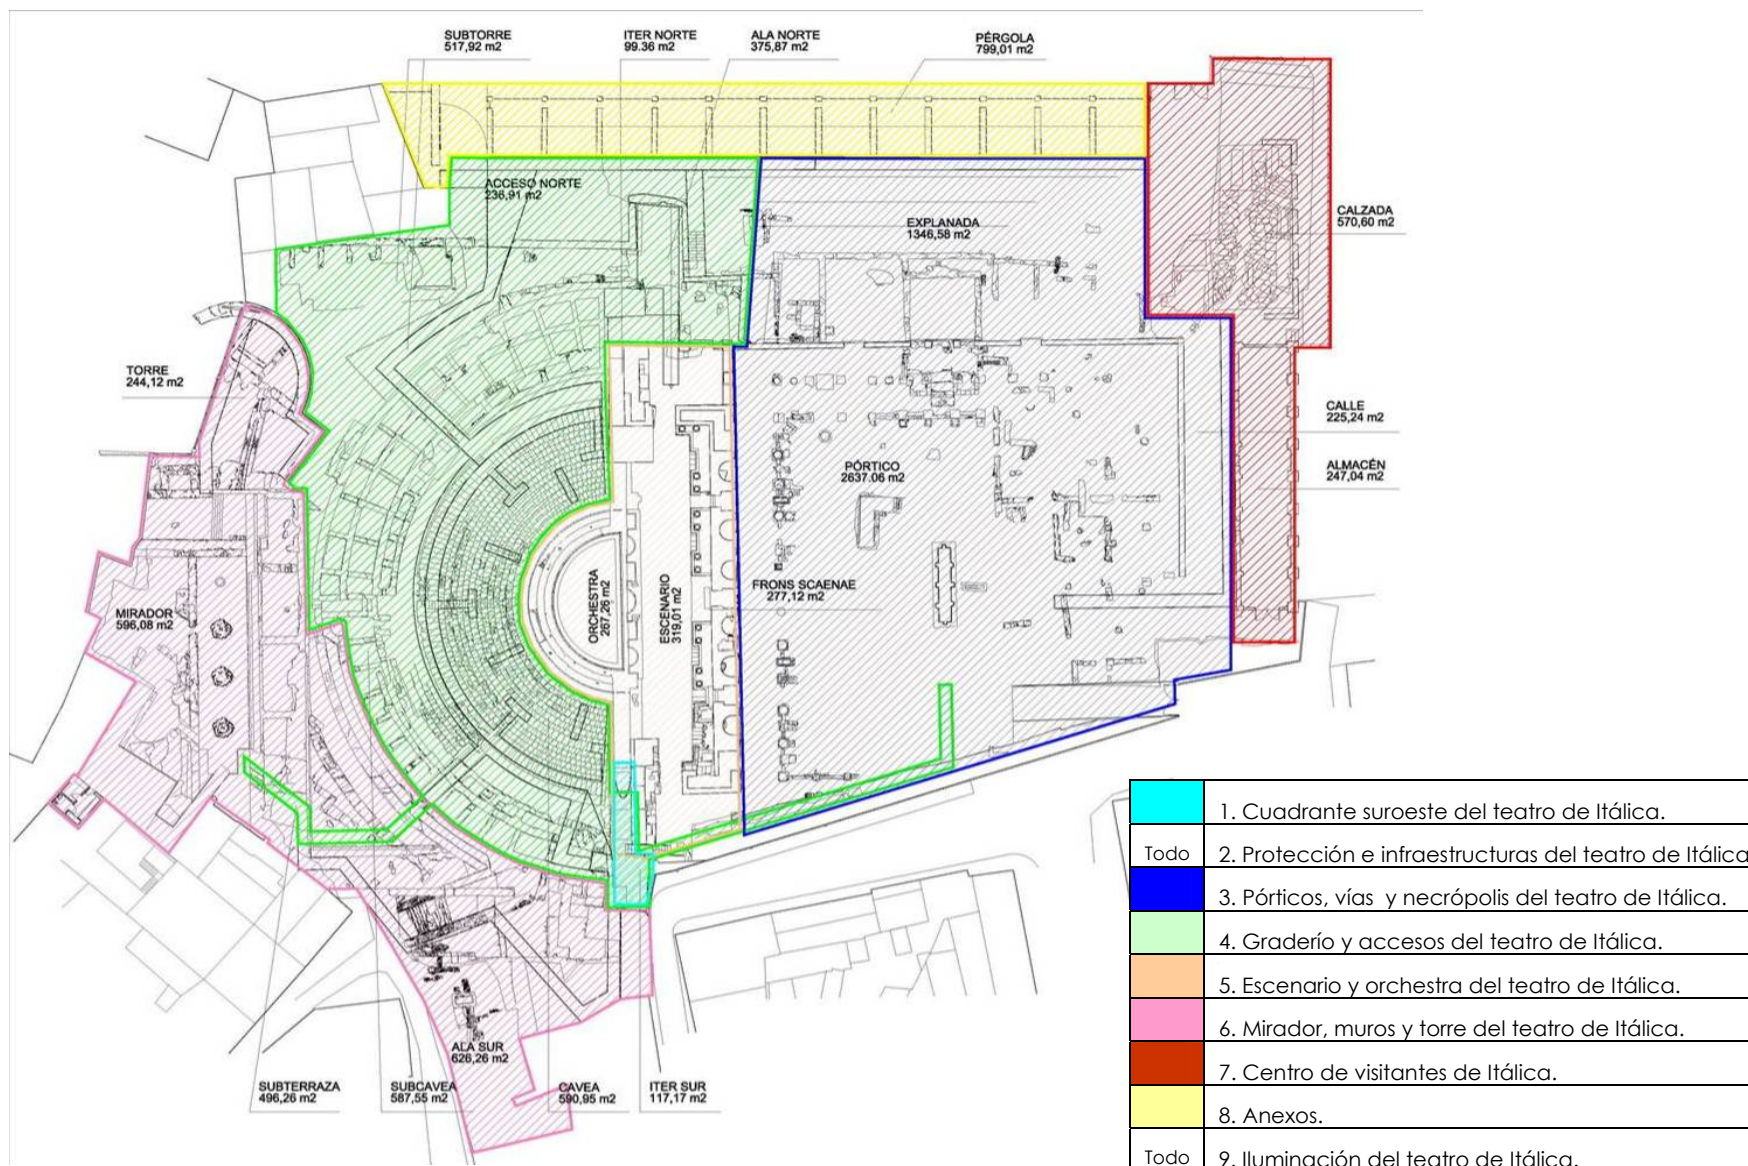 SUBTORRE
517,92 m2
ITER NORTE
99.36 m2
ALA NORTE
375,87 m2
PÉRGOLA
799,01 m2
ACCESO NORTE
236,91 m2
EXPLANADA
1346,58 m2
CALZADA
570,60 m2
TORRE
244,12 m2
CALLE
225,24 m2
PÓRTICO
2637.06 m2
ALMACÉN
247,04 m2
FRONS SCAENAE
277,12 m2
ORCHESTRA
267,26 m2
ESCENARIO
319,01 m2
MIRADOR
596,08 m2
ALA SUR
626,26 m2
SUBTERRAZA
496,26 m2
SUBCAVEA
587,55 m2
CAVEA
590,95 m2
ITER SUR
117,17 m2
1. Cuadrante suroeste del teatro de Itálica.
Todo 2. Protección e infraestructuras del teatro de Itálica
3. Pórticos, vías y necrópolis del teatro de Itálica.
4. Graderío y accesos del teatro de Itálica.
5. Escenario y orchestra del teatro de Itálica.
6. Mirador, muros y torre del teatro de Itálica.
7. Centro de visitantes de Itálica.
8. Anexos.
Todo 9. Iluminación del teatro de Itálica.